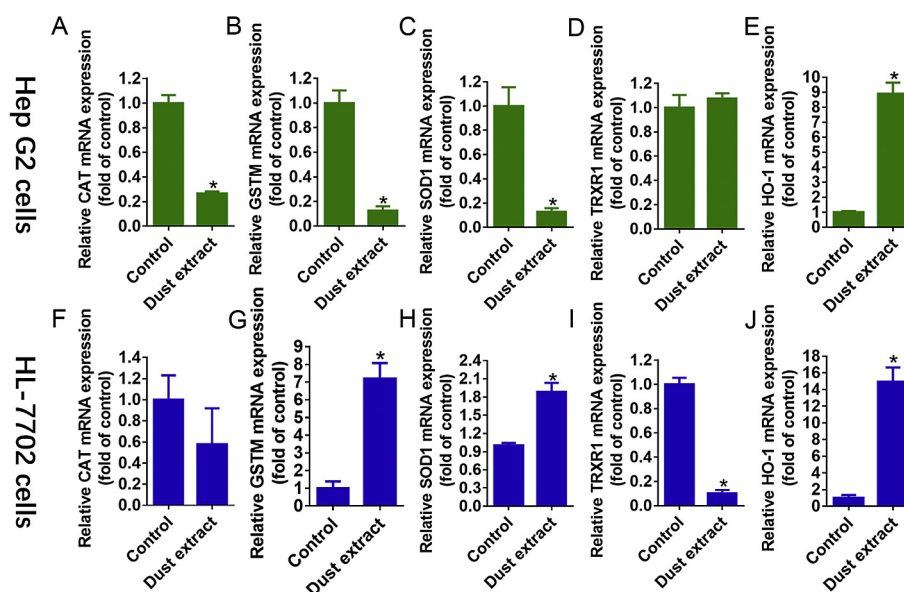 Hep G2 cells
A
Relative CAT mRNA expression
(fold of control)
1.2
1.0
0.8
0.6
0.4
0.2
0.0
*
Control
Dust extract
B
Relative GSTM mRNA expression
(fold of control)
1.2
1.0
0.8
0.6
0.4
0.2
0.0
*
Control
Dust extract
C
Relative SOD1 mRNA expression
(fold of control)
1.2
1.0
0.8
0.6
0.4
0.2
0.0
*
Control
Dust extract
D
Relative TRXR1 mRNA expression
(fold of control)
1.2
1.0
0.8
0.6
0.4
0.2
0.0
Control
Dust extract
E
Relative HO-1 mRNA expression
(fold of control)
10
9
8
7
6
5
4
3
2
1
0
*
Control
Dust extract
HL-7702 cells
F
Relative CAT mRNA expression
(fold of control)
1.4
1.2
1.0
0.8
0.6
0.4
0.2
0.0
Control
Dust extract
G
Relative GSTM mRNA expression
(fold of control)
9
8
7
6
5
4
3
2
1
0
*
Control
Dust extract
H
Relative SOD1 mRNA expression
(fold of control)
2.4
2.1
1.8
1.5
1.2
0.9
0.6
0.3
0.0
*
Control
Dust extract
I
Relative TRXR1 mRNA expression
(fold of control)
1.2
1.0
0.8
0.6
0.4
0.2
0.0
*
Control
Dust extract
J
Relative HO-1 mRNA expression
(fold of control)
18
16
14
12
10
8
6
4
2
0
*
Control
Dust extract